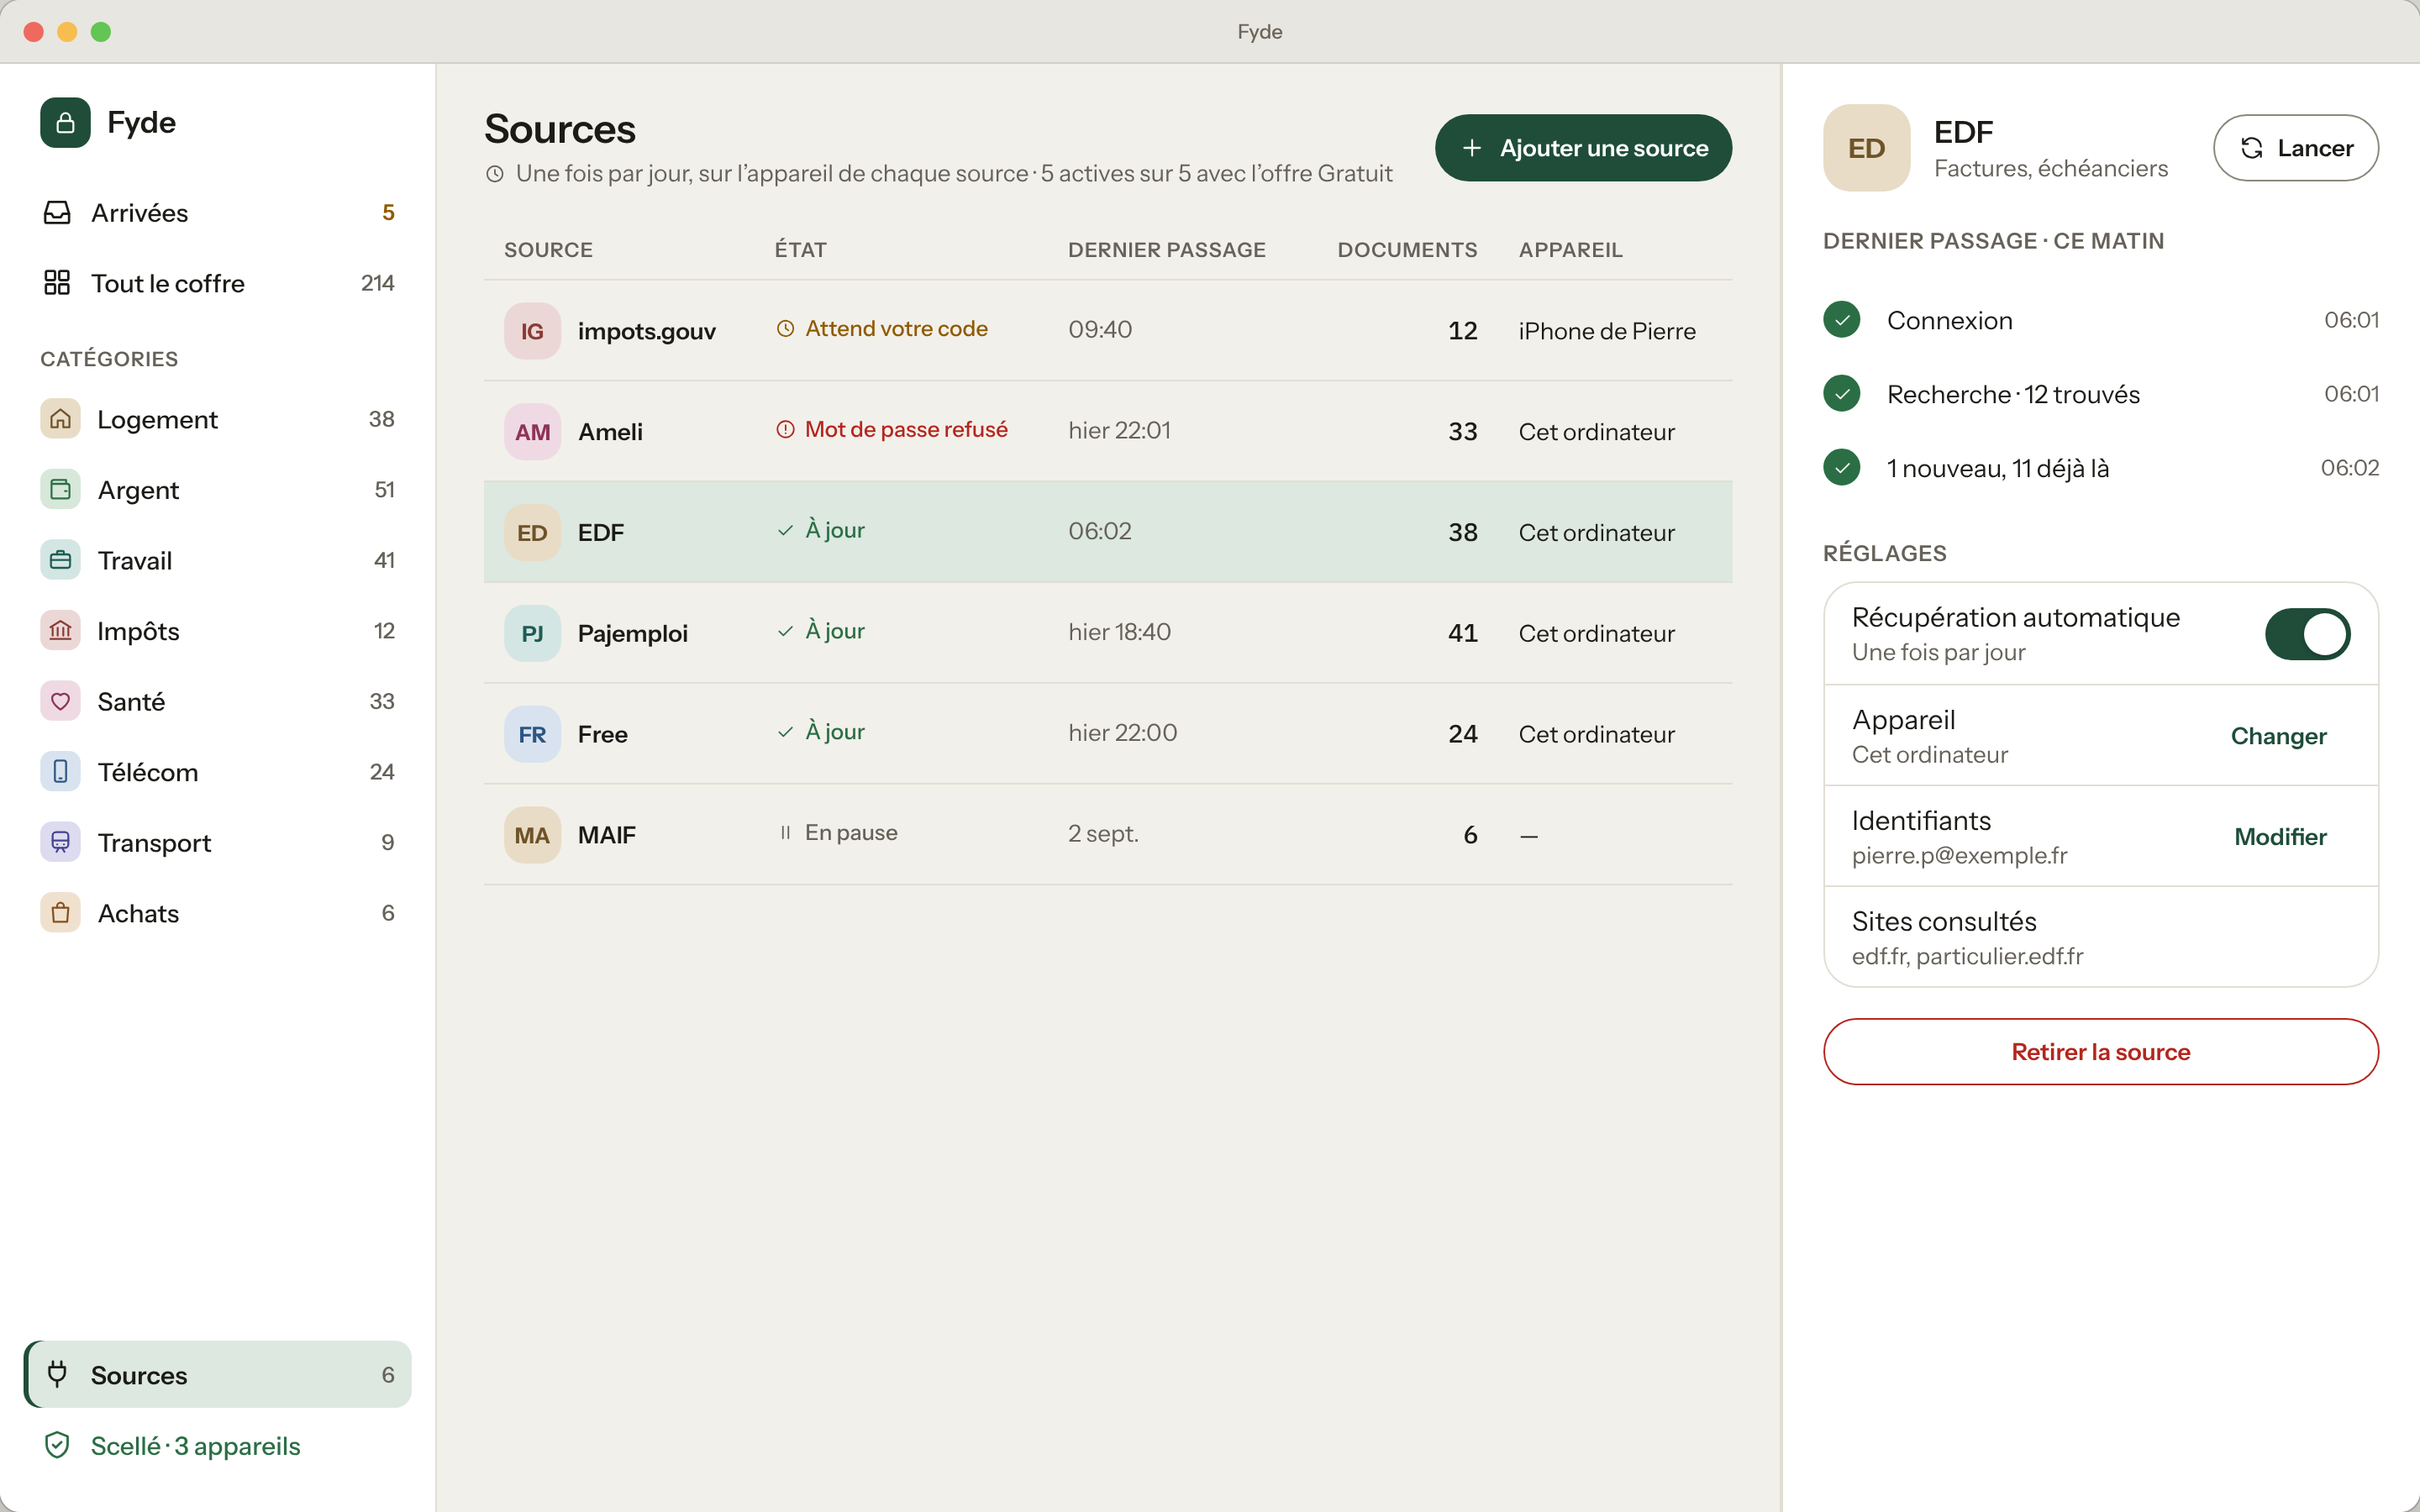 Fyde
Fyde
Arrivées 5
Tout le coffre 214
CATÉGORIES
Logement 38
Argent 51
Travail 41
Impôts 12
Santé 33
Télécom 24
Transport 9
Achats 6
Sources 6
Scellé · 3 appareils
Sources
Une fois par jour, sur l’appareil de chaque source · 5 actives sur 5 avec l’offre Gratuit
Ajouter une source
SOURCE ÉTAT DERNIER PASSAGE DOCUMENTS APPAREIL
IG impots.gouv Attend votre code 09:40 12 iPhone de Pierre
AM Ameli Mot de passe refusé hier 22:01 33 Cet ordinateur
ED EDF À jour 06:02 38 Cet ordinateur
PJ Pajemploi À jour hier 18:40 41 Cet ordinateur
FR Free À jour hier 22:00 24 Cet ordinateur
MA MAIF En pause 2 sept. 6 —
ED EDF
Factures, échéanciers
Lancer
DERNIER PASSAGE · CE MATIN
Connexion 06:01
Recherche · 12 trouvés 06:01
1 nouveau, 11 déjà là 06:02
RÉGLAGES
Récupération automatique
Une fois par jour
Appareil
Cet ordinateur
Changer
Identifiants
pierre.p@exemple.fr
Modifier
Sites consultés
edf.fr, particulier.edf.fr
Retirer la source